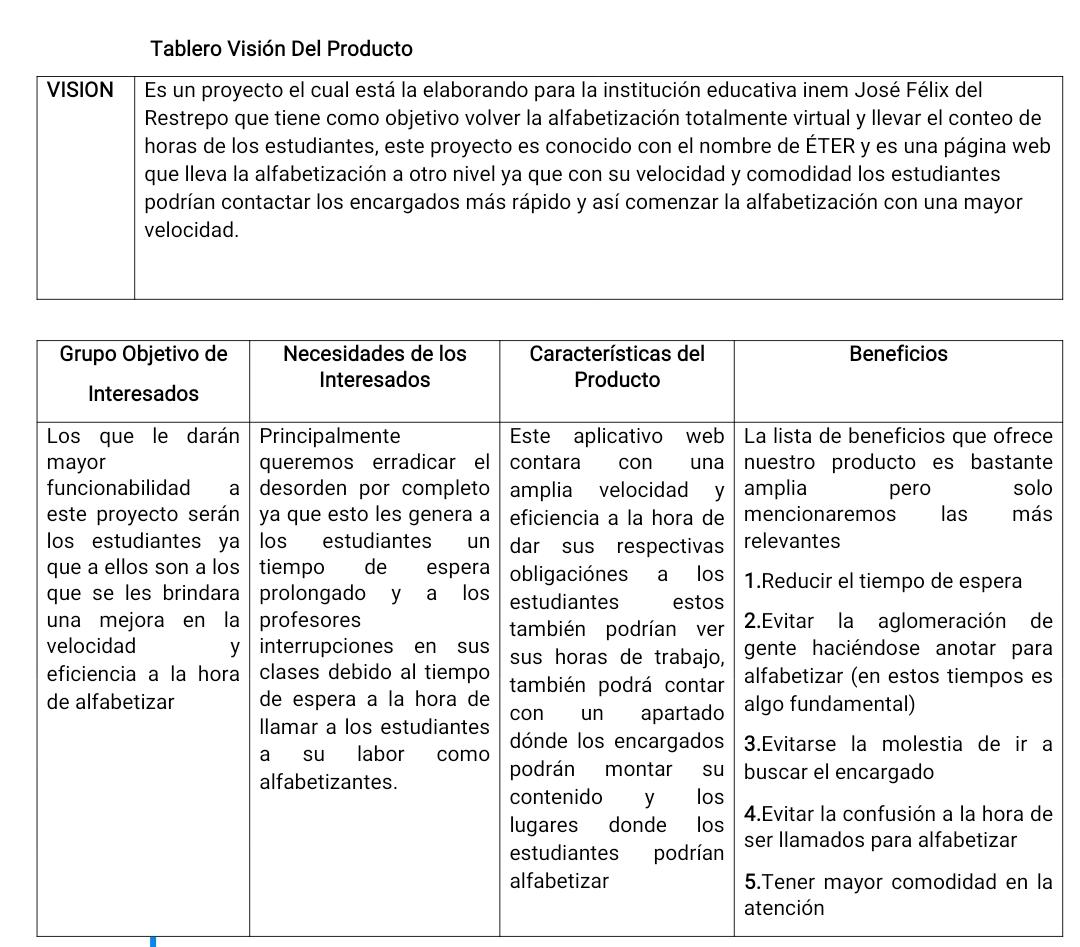 Tablero Visión Del Producto
VISION
Es un proyecto el cual está la elaborando para la institución educativa inem José Félix del
Restrepo que tiene como objetivo volver la alfabetización totalmente virtual y llevar el conteo de
horas de los estudiantes, este proyecto es conocido con el nombre de ÉTER y es una página web
que lleva la alfabetización a otro nivel ya que con su velocidad y comodidad los estudiantes
podrían contactar los encargados más rápido y así comenzar la alfabetización con una mayor
velocidad.
Grupo Objetivo de
Interesados
Necesidades de los
Interesados
Características del
Producto
Beneficios
Los que le darán
mayor
funcionabilidad a
este proyecto serán
los estudiantes ya
que a ellos son a los
que se les brindara
una mejora en la
velocidad y
eficiencia a la hora
de alfabetizar
Principalmente
queremos erradicar el
desorden por completo
ya que esto les genera a
los estudiantes un
tiempo de espera
prolongado y a los
profesores
interrupciones en sus
clases debido al tiempo
de espera a la hora de
llamar a los estudiantes
a su labor como
alfabetizantes.
Este aplicativo web
contara con una
amplia velocidad y
eficiencia a la hora de
dar sus respectivas
obligaciónes a los
estudiantes estos
también podrían ver
sus horas de trabajo,
también podrá contar
con un apartado
dónde los encargados
podrán montar su
contenido y los
lugares donde los
estudiantes podrían
alfabetizar
La lista de beneficios que ofrece
nuestro producto es bastante
amplia pero solo
mencionaremos las más
relevantes
1.Reducir el tiempo de espera
2.Evitar la aglomeración de
gente haciéndose anotar para
alfabetizar (en estos tiempos es
algo fundamental)
3.Evitarse la molestia de ir a
buscar el encargado
4.Evitar la confusión a la hora de
ser llamados para alfabetizar
5.Tener mayor comodidad en la
atención